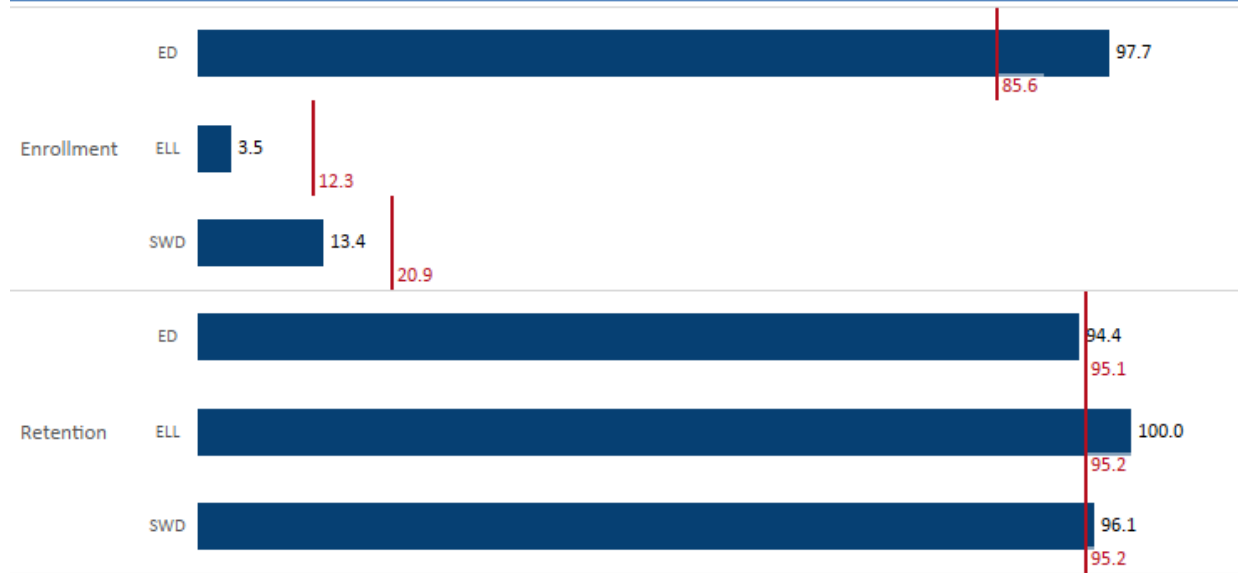 ED 97.7
85.6
Enrollment ELL 3.5
12.3
SWD 13.4
20.9
ED 94.4
95.1
Retention ELL 100.0
95.2
SWD 96.1
95.2